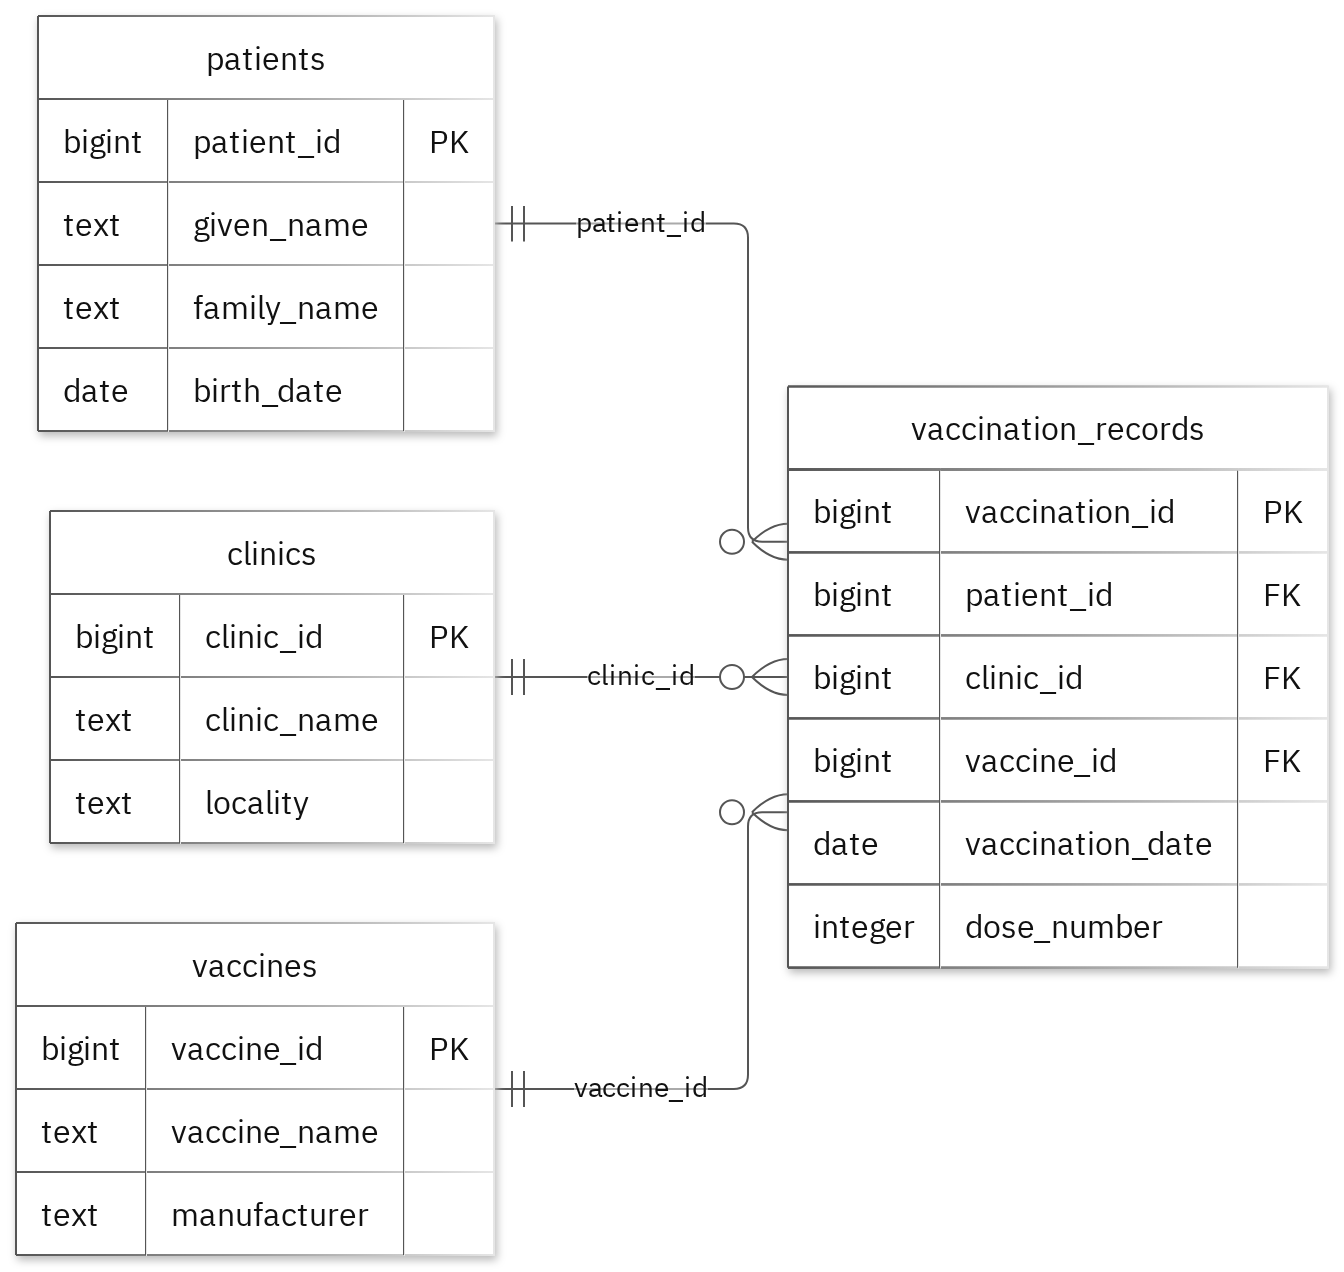 patients
bigint patient_id PK
text given_name
text family_name
date birth_date
patient_id
clinics
bigint clinic_id PK
text clinic_name
text locality
clinic_id
vaccines
bigint vaccine_id PK
text vaccine_name
text manufacturer
vaccine_id
vaccination_records
bigint vaccination_id PK
bigint patient_id FK
bigint clinic_id FK
bigint vaccine_id FK
date vaccination_date
integer dose_number